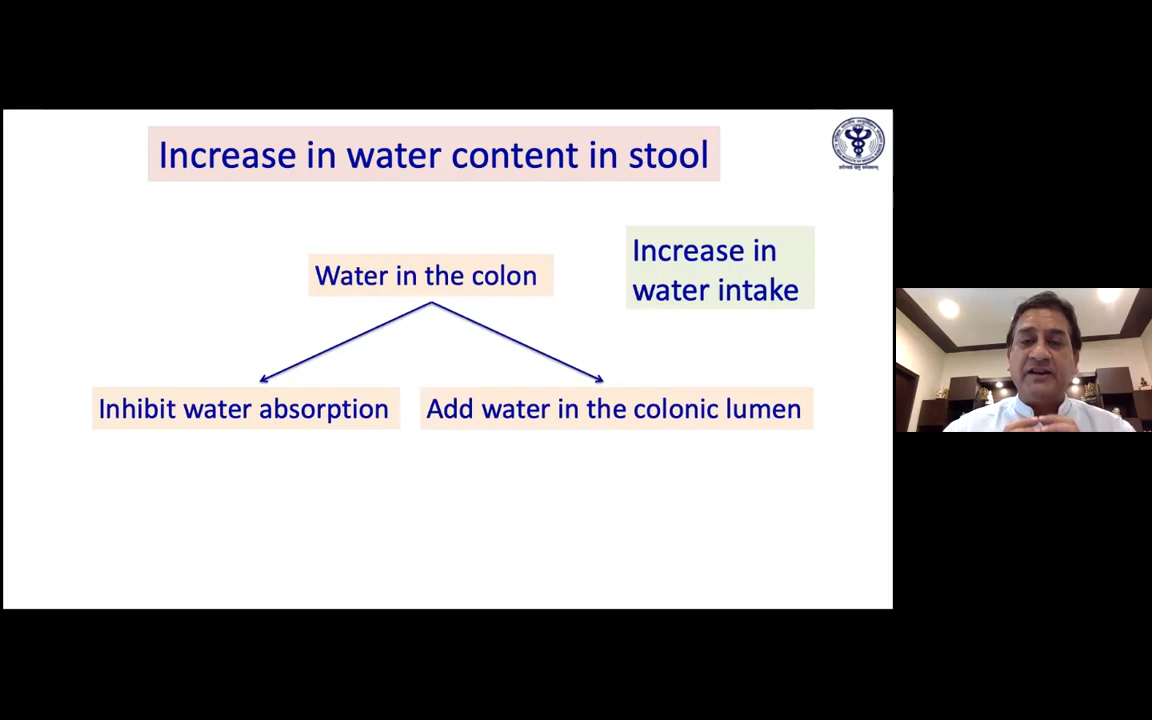 Increase in water content in stool
Water in the colon
Increase in
water intake
Inhibit water absorption
Add water in the colonic lumen